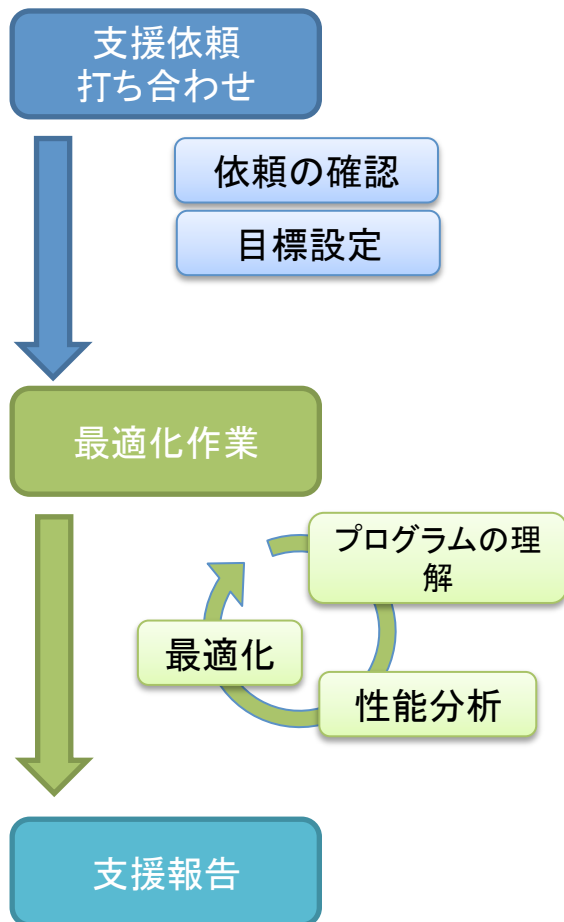 支援依頼
打ち合わせ
依頼の確認
目標設定
最適化作業
プログラムの理
解
最適化
性能分析
支援報告